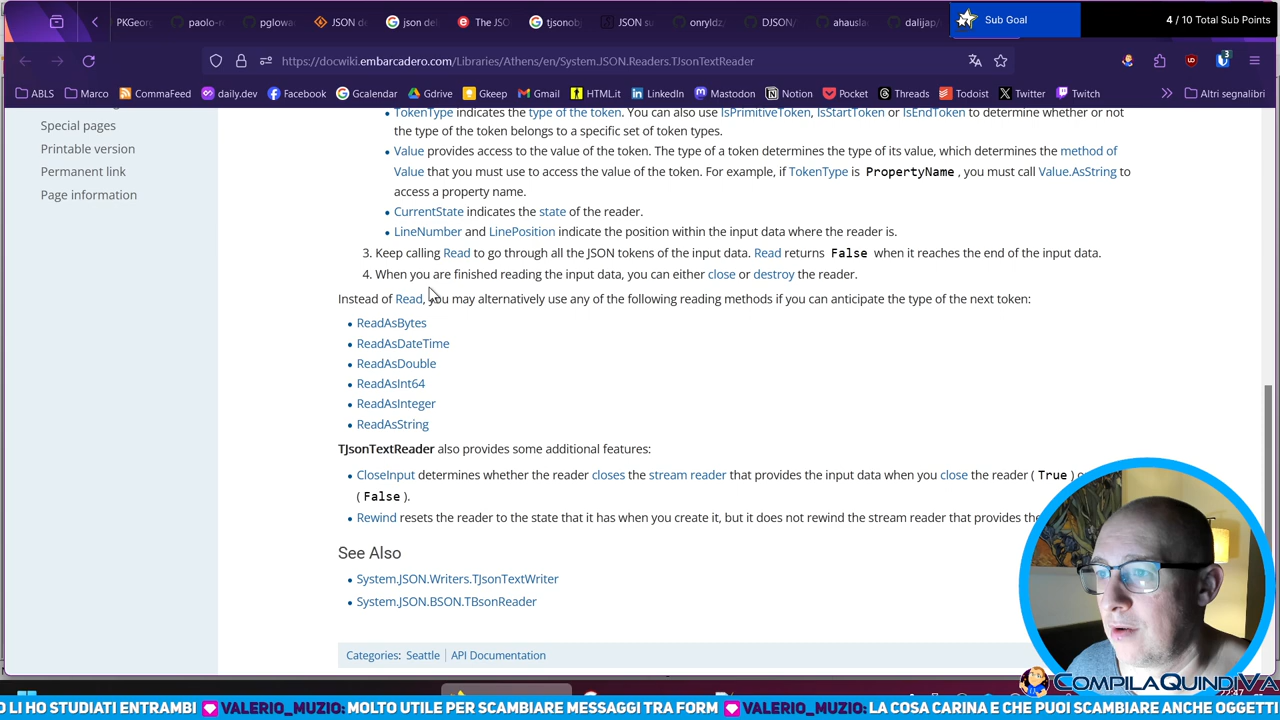 PKGeorg
paolo-r
pglowac
JSON de
json del
The JSO
tjsonobj
JSON su
onryldz/
DJSON/
ahauslad
dalijap/
Sub Goal
4 / 10 Total Sub Points
https://docwiki.embarcadero.com/Libraries/Athens/en/System.JSON.Readers.TJsonTextReader
3
ABLS
Marco
CommaFeed
daily.dev
Facebook
Gcalendar
Gdrive
Gkeep
Gmail
HTML.it
LinkedIn
Mastodon
Notion
Pocket
Threads
Todoist
Twitter
Twitch
Altri segnalibri
Special pages
Printable version
Permanent link
Page information
• TokenType indicates the type of the token. You can also use IsPrimitiveToken, IsStartToken or IsEndToken to determine whether or not
the type of the token belongs to a specific set of token types.
• Value provides access to the value of the token. The type of a token determines the type of its value, which determines the method of
Value that you must use to access the value of the token. For example, if TokenType is PropertyName, you must call Value.AsString to
access a property name.
• CurrentState indicates the state of the reader.
• LineNumber and LinePosition indicate the position within the input data where the reader is.
3. Keep calling Read to go through all the JSON tokens of the input data. Read returns False when it reaches the end of the input data.
4. When you are finished reading the input data, you can either close or destroy the reader.
Instead of Read, you may alternatively use any of the following reading methods if you can anticipate the type of the next token:
• ReadAsBytes
• ReadAsDateTime
• ReadAsDouble
• ReadAsInt64
• ReadAsInteger
• ReadAsString
TJsonTextReader also provides some additional features:
• CloseInput determines whether the reader closes the stream reader that provides the input data when you close the reader (True) o
(False).
• Rewind resets the reader to the state that it has when you create it, but it does not rewind the stream reader that provides the
See Also
• System.JSON.Writers.TJsonTextWriter
• System.JSON.BSON.TBsonReader
Categories: Seattle | API Documentation
COMPILAQUINDIVA
O LI HO STUDIATI ENTRAMBI VALERIO_MUZIO: MOLTO UTILE PER SCAMBIARE MESSAGGI TRA FORM VALERIO_MUZIO: LA COSA CARINA E CHE PUOI SCAMBIARE ANCHE OGGETTI